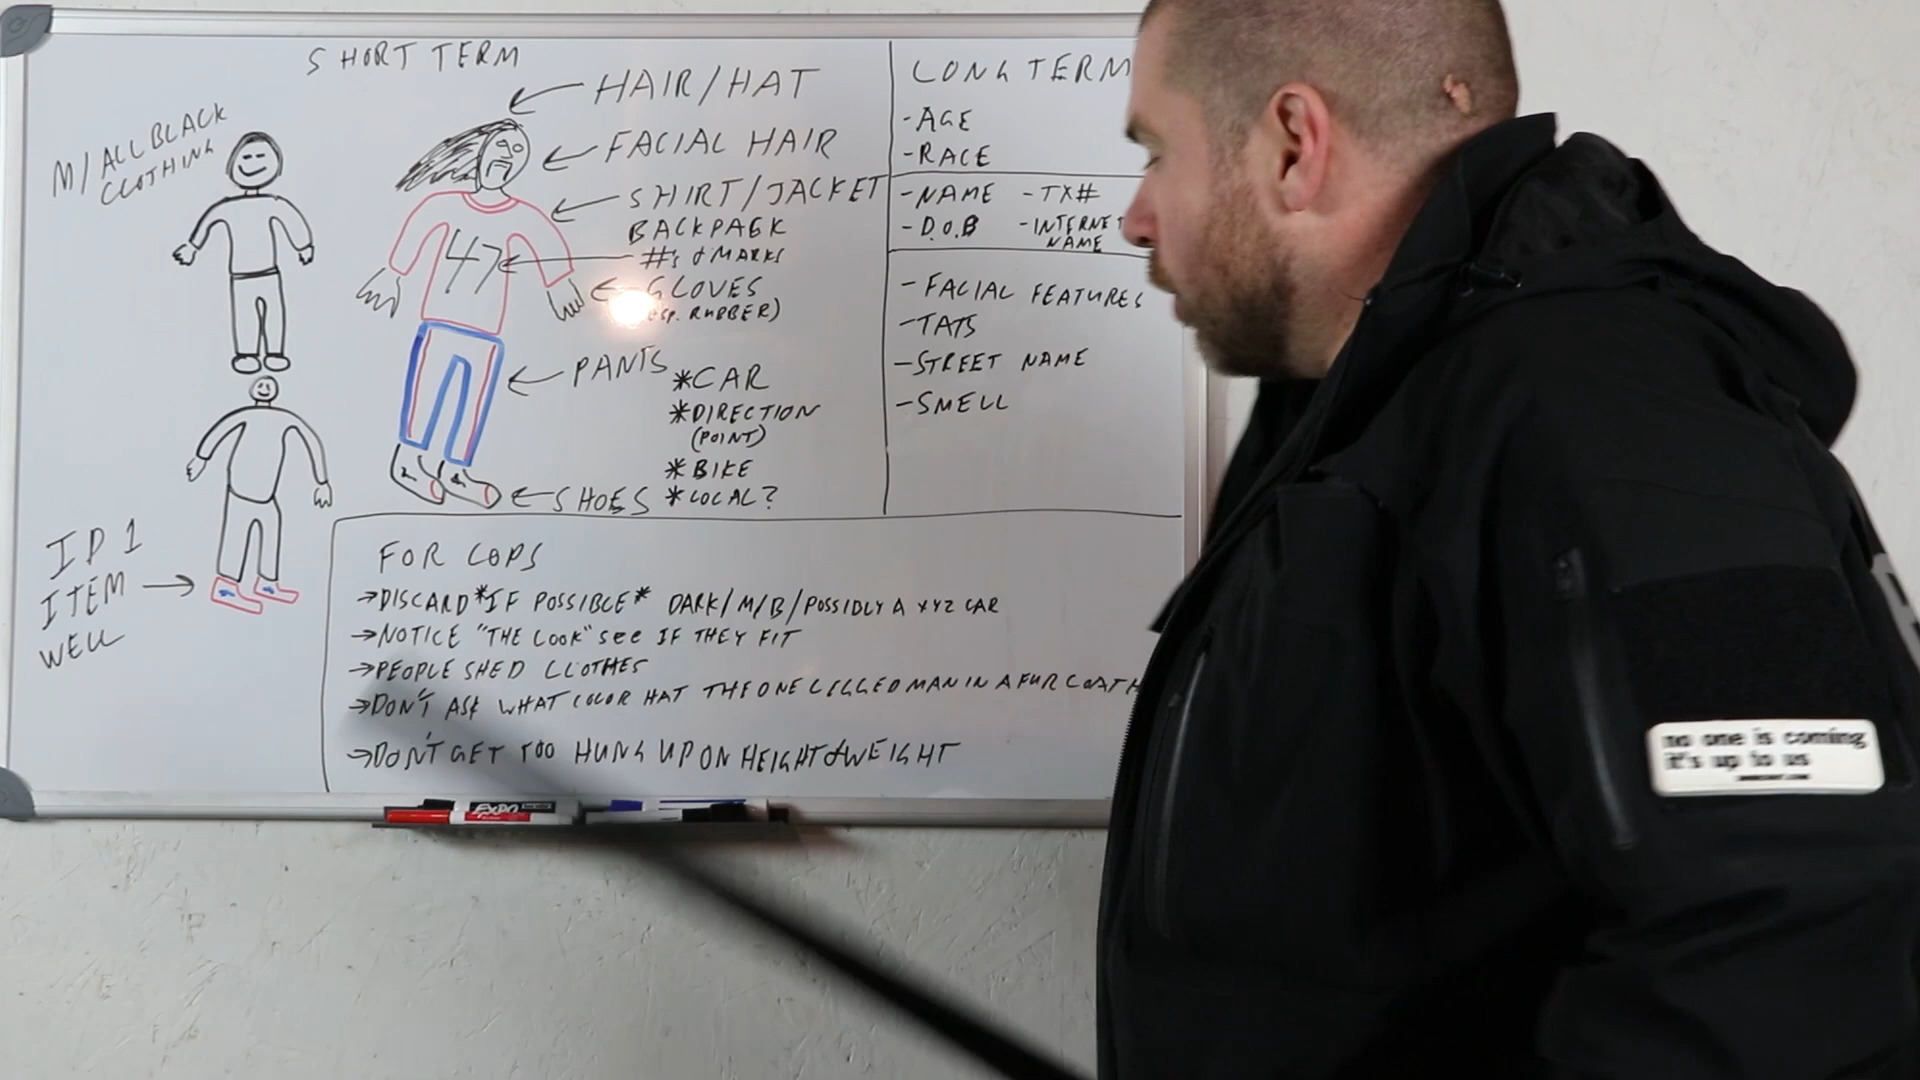 SHORT TERM
M/ALL BLACK
CLOTHING
HAIR/HAT
FACIAL HAIR
SHIRT/JACKET
BACKPACK
#'s & MARKS
47
GLOVES
RUBBER)
PANTS
*CAR
*DIRECTION
(POINT)
*BIKE
*LOCAL?
SHOES
ID 1
ITEM
WELL
LONG TERM
-AGE
-RACE
-NAME -TX#
-D.O.B -INTERNET
NAME
-FACIAL FEATURES
-TATS
-STREET NAME
-SMELL
FOR COPS
→DISCARD *IF POSSIBLE* DARK/M/B/POSSIBLY A XYZ CAR
→NOTICE "THE LOOK" see IF THEY FIT
→PEOPLE SHED CLOTHES
→DON'T ASK WHAT COLOR HAT THE ONE LEGGED MAN IN A FUR COAT
→DON'T GET TOO HUNG UP ON HEIGHT & WEIGHT
EXPO
no one is coming
it's up to us